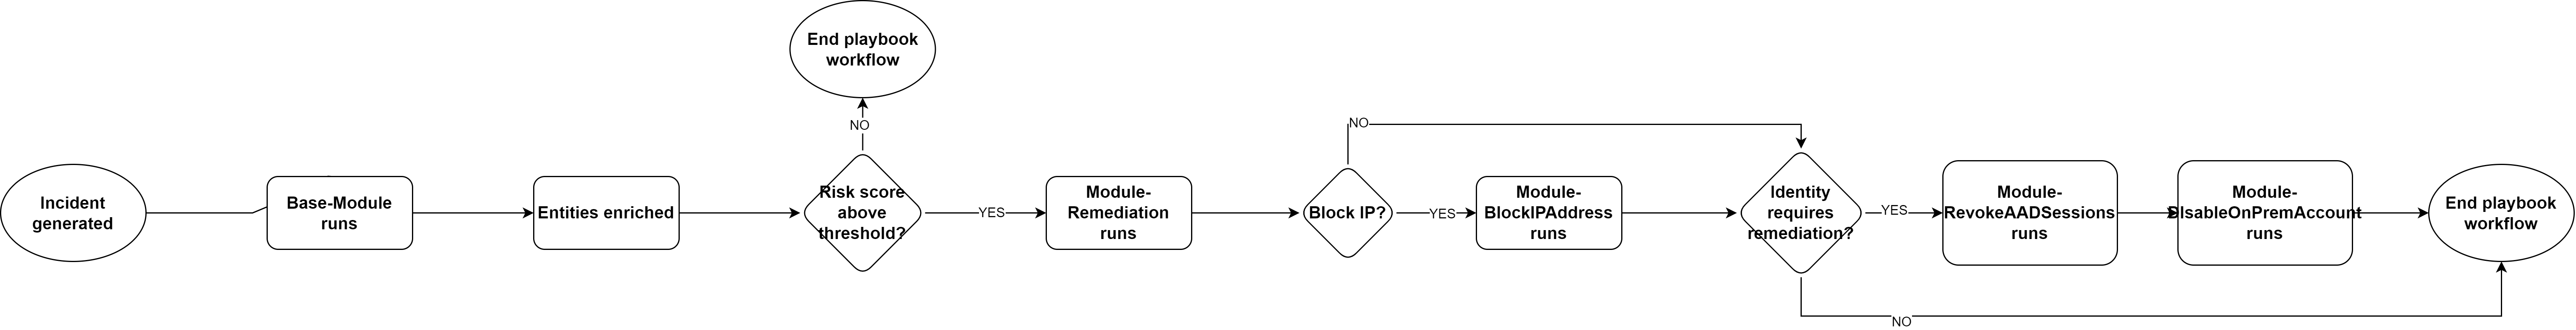 End playbook
workflow
NO
Incident
generated
Base-Module
runs
Entities enriched
Risk score
above
threshold?
YES
Module-
Remediation
runs
Block IP?
NO
YES
Module-
BlockIPAddress
runs
Identity
requires
remediation?
YES
NO
Module-
RevokeAADSessions
runs
Module-
DIsableOnPremAccount
runs
End playbook
workflow